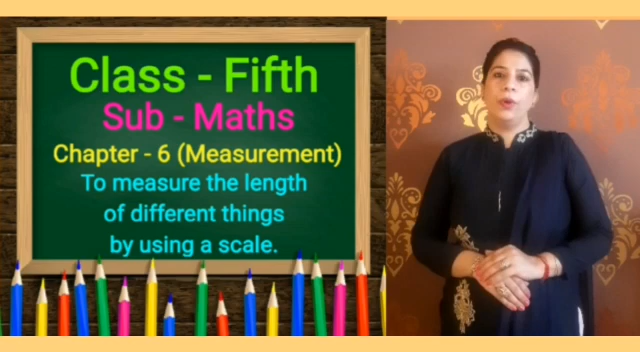 Class - Fifth
Sub - Maths
Chapter - 6 (Measurement)
To measure the length
of different things
by using a scale.